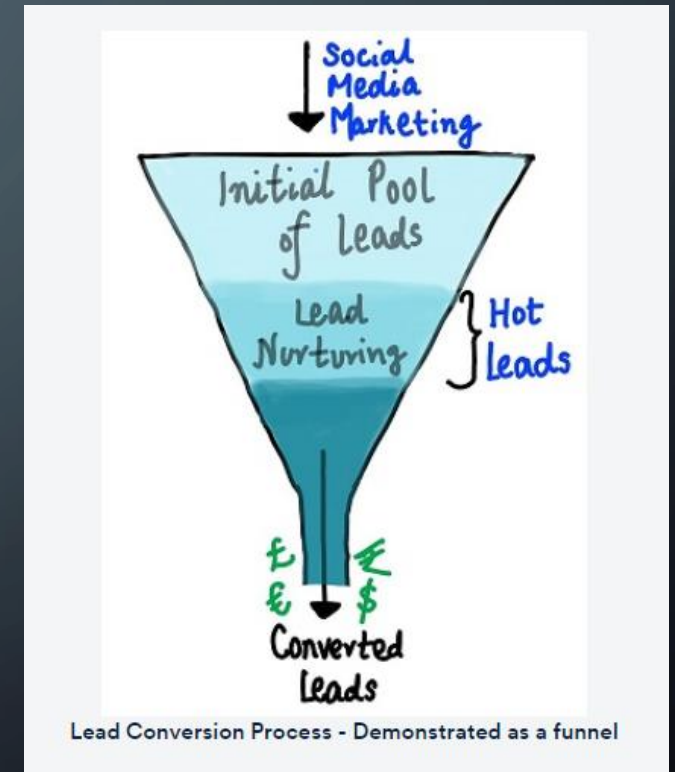 Social
Media
Marketing
Initial Pool
of Leads
Lead
Nurturing
Hot
Leads
£ ₹
€ $
Converted
Leads
Lead Conversion Process - Demonstrated as a funnel